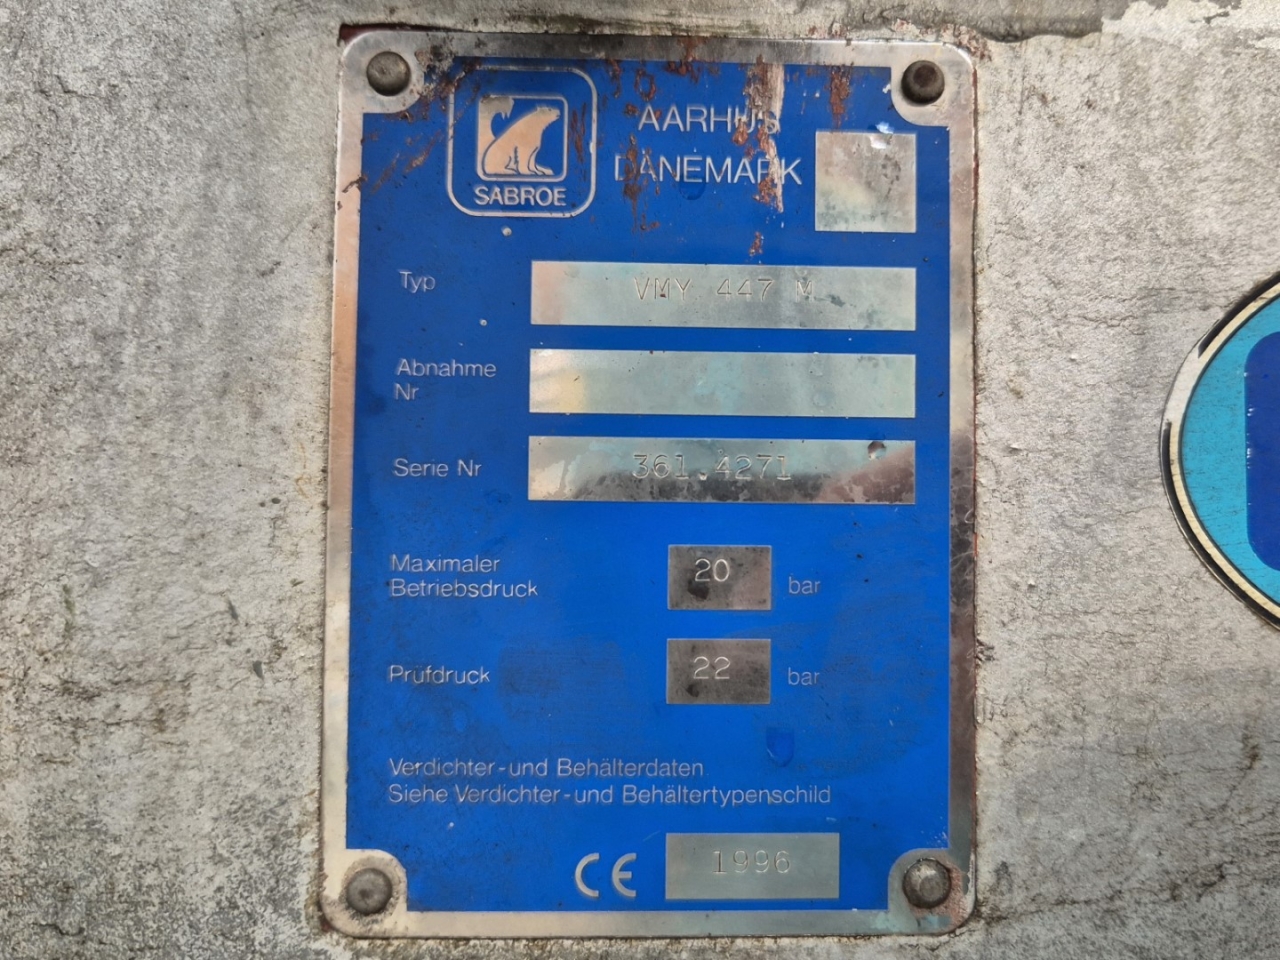 SABROE
AARHUS
DÄNEMARK
Typ VMY 447 M
Abnahme
Nr
Serie Nr 361.4271
Maximaler
Betriebsdruck 20 bar
Prüfdruck 22 bar
Verdichter-und Behälterdaten
Siehe Verdichter-und Behältertypenschild
CE 1996